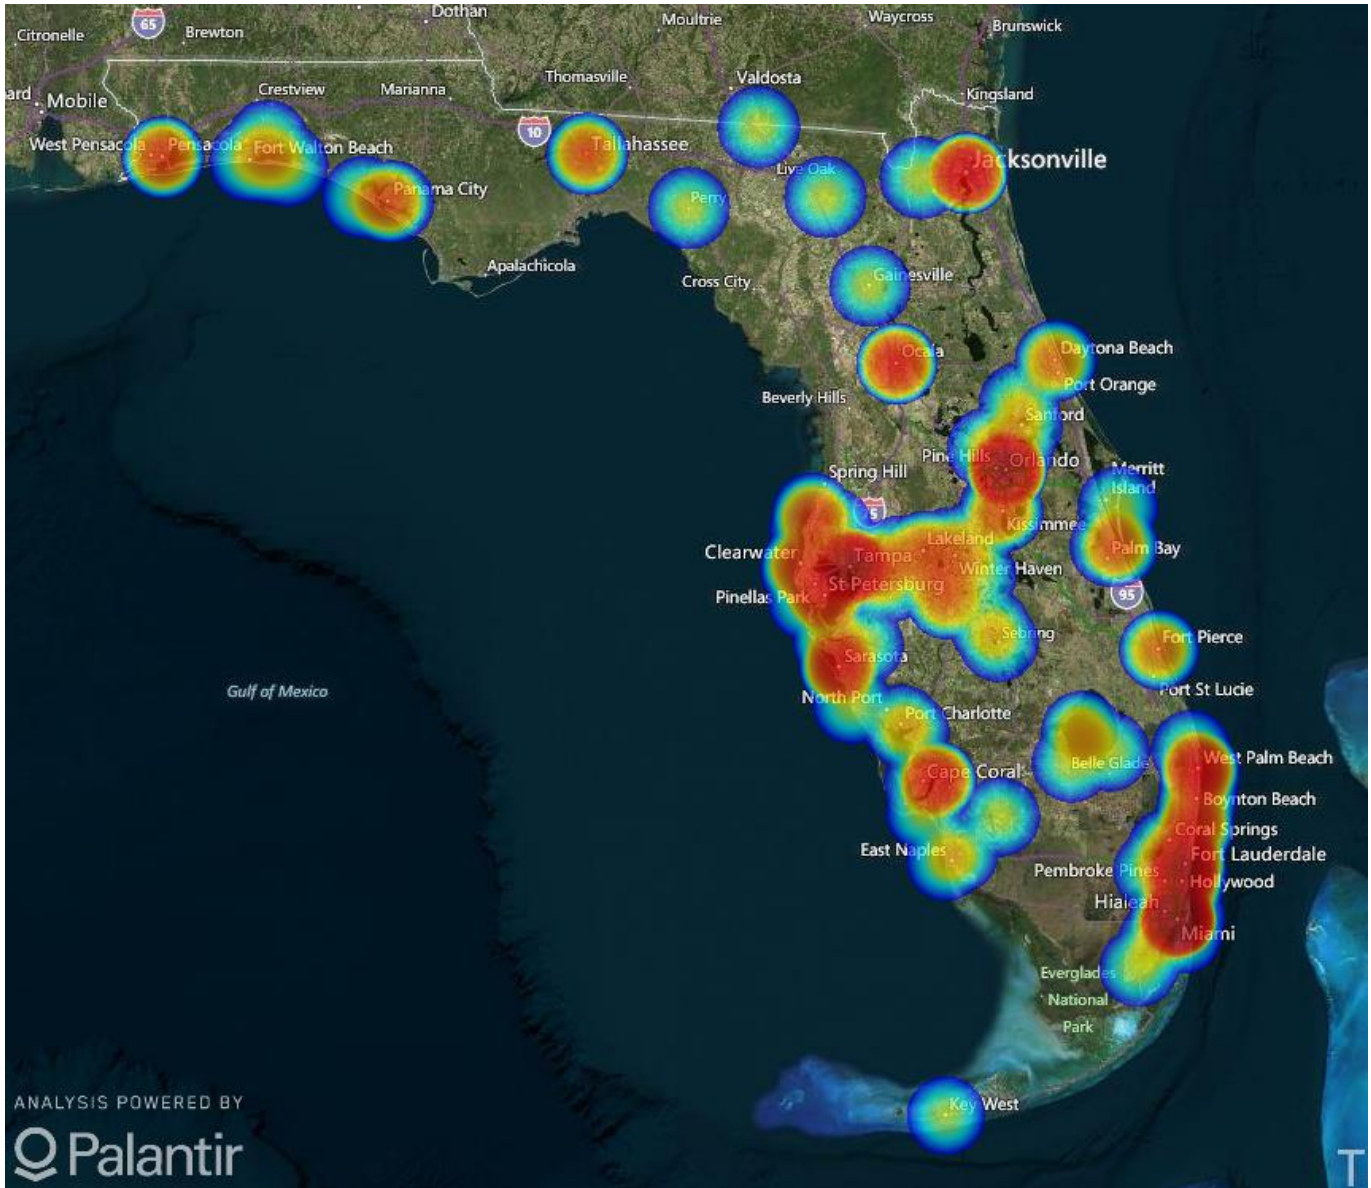 Dothan
Moultrie
Waycross
65
Citronelle
Brewton
Brunswick
Thomasville
Valdosta
Crestview
Marianna
Kingsland
ard
Mobile
10
West Pensacola
Pensacola
Fort Walton Beach
Tallahassee
Jacksonville
Live Oak
Panama City
Perry
Apalachicola
Cross City
Gainesville
Ocala
Daytona Beach
Port Orange
Beverly Hills
Sanford
Pine Hills
Orlando
Merritt
Island
Spring Hill
75
Kissimmee
Lakeland
Clearwater
Tampa
Palm Bay
Winter Haven
St Petersburg
Pinellas Park
95
Sebring
Fort Pierce
Sarasota
Gulf of Mexico
North Port
Port St Lucie
Port Charlotte
West Palm Beach
Belle Glade
Cape Coral
Boynton Beach
Coral Springs
East Naples
Fort Lauderdale
Pembroke Pines
Hollywood
Hialeah
Miami
Everglades
National
Park
Key West
ANALYSIS POWERED BY
Palantir
T